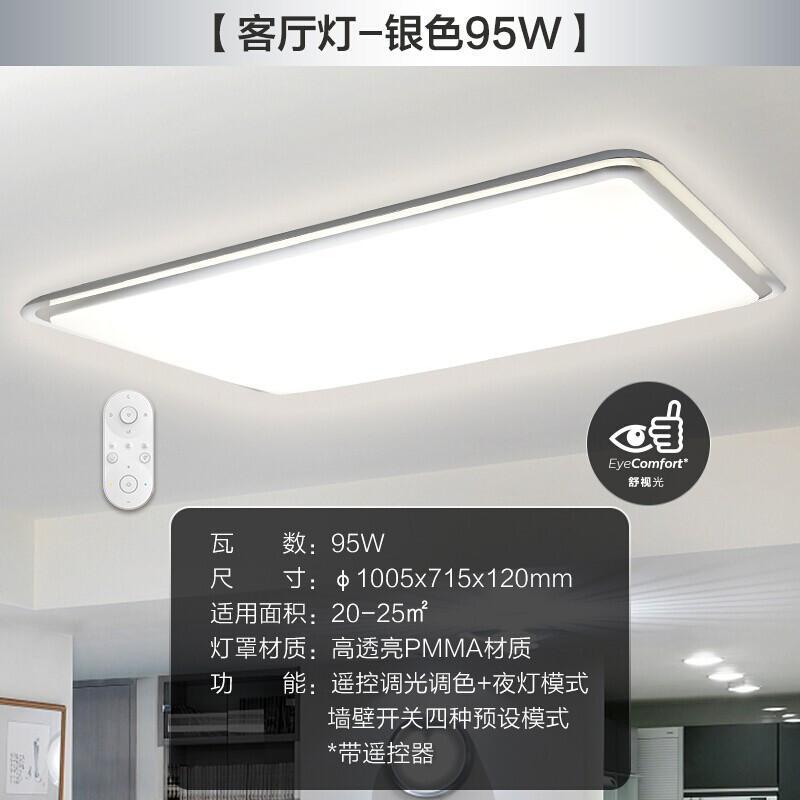 【客厅灯-银色95W】
EyeComfort*
舒视光
瓦 数：95W
尺 寸：φ1005x715x120mm
适用面积：20-25㎡
灯罩材质：高透亮PMMA材质
功 能：遥控调光调色+夜灯模式
墙壁开关四种预设模式
*带遥控器